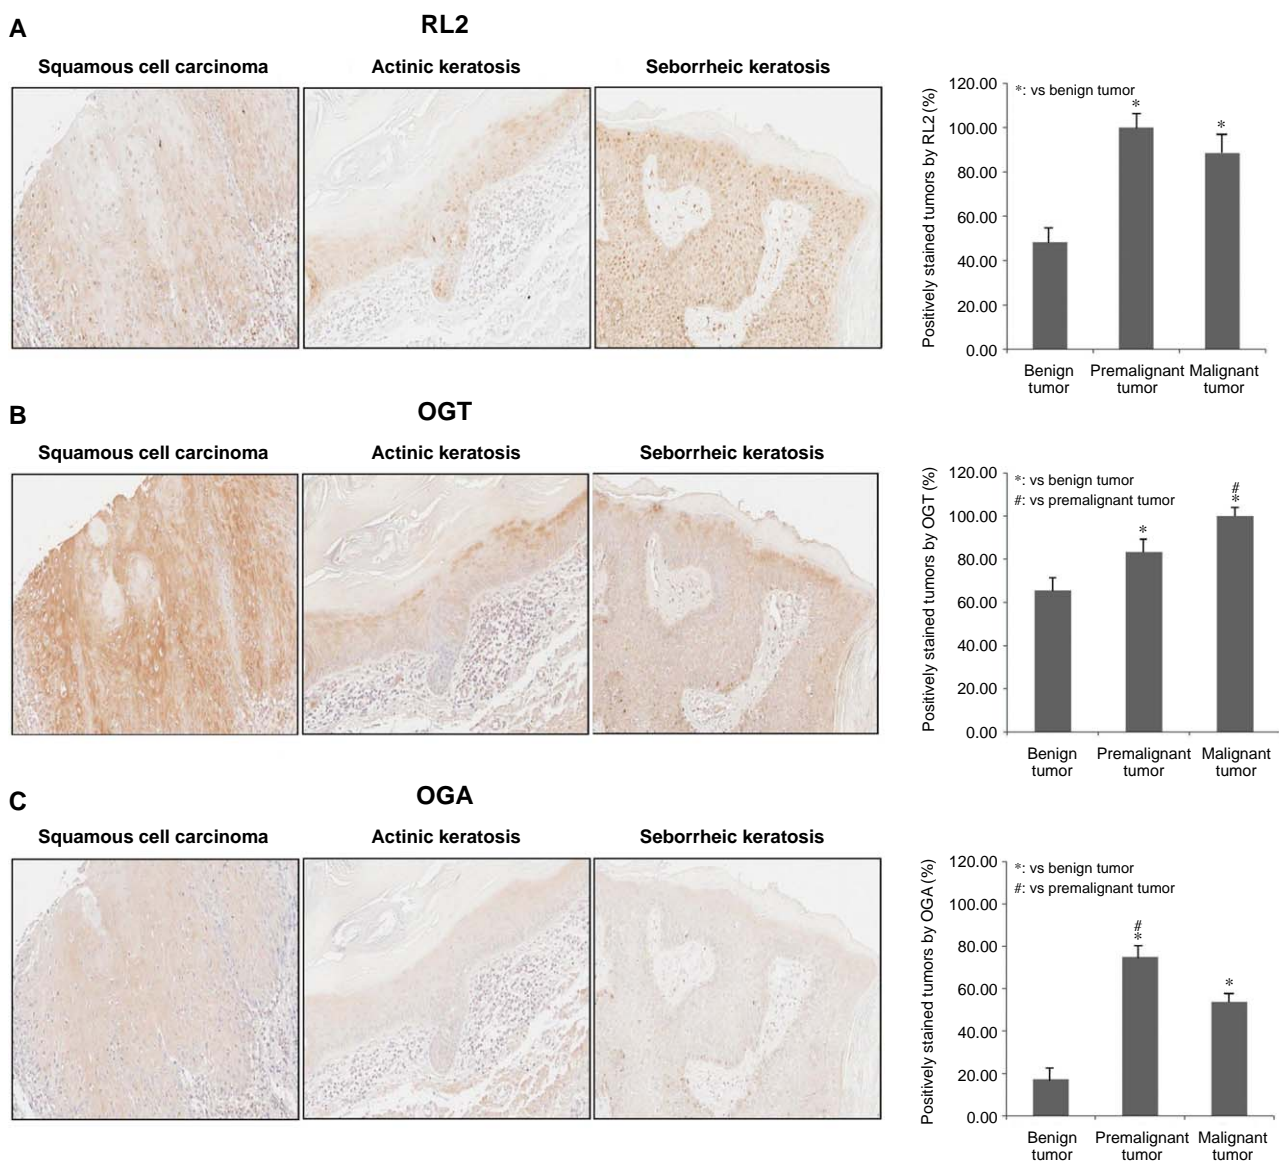 A
RL2
Squamous cell carcinoma
Actinic keratosis
Seborrheic keratosis
Positively stained tumors by RL2 (%)
120.00
100.00
80.00
60.00
40.00
20.00
0.00
*: vs benign tumor
*
*
Benign
tumor
Premalignant
tumor
Malignant
tumor
B
OGT
Squamous cell carcinoma
Actinic keratosis
Seborrheic keratosis
Positively stained tumors by OGT (%)
120.00
100.00
80.00
60.00
40.00
20.00
0.00
*: vs benign tumor
#: vs premalignant tumor
*
#
*
Benign
tumor
Premalignant
tumor
Malignant
tumor
C
OGA
Squamous cell carcinoma
Actinic keratosis
Seborrheic keratosis
Positively stained tumors by OGA (%)
120.00
100.00
80.00
60.00
40.00
20.00
0.00
*: vs benign tumor
#: vs premalignant tumor
#
*
*
Benign
tumor
Premalignant
tumor
Malignant
tumor